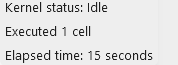 Kernel status: Idle
Executed 1 cell
Elapsed time: 15 seconds